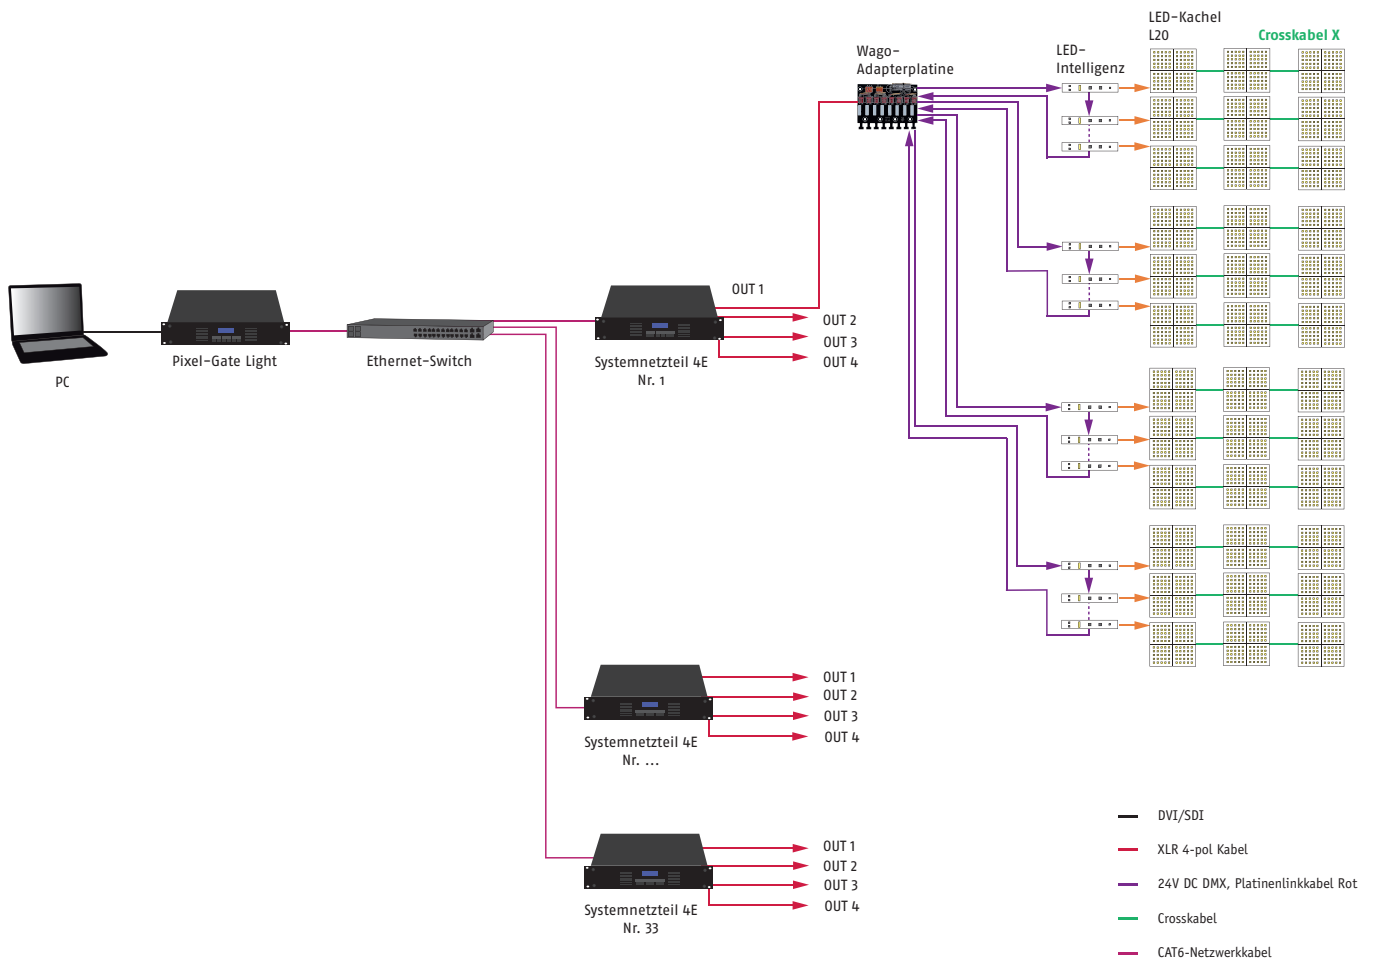 LED-Kachel
L20
Crosskabel X
Wago-
Adapterplatine
LED-
Intelligenz
OUT 1
OUT 2
OUT 3
OUT 4
PC
Pixel-Gate Light
Ethernet-Switch
Systemnetzteil 4E
Nr. 1
OUT 1
OUT 2
OUT 3
OUT 4
Systemnetzteil 4E
Nr. ...
OUT 1
OUT 2
OUT 3
OUT 4
Systemnetzteil 4E
Nr. 33
DVI/SDI
XLR 4-pol Kabel
24V DC DMX, Platinenlinkkabel Rot
Crosskabel
CAT6-Netzwerkkabel